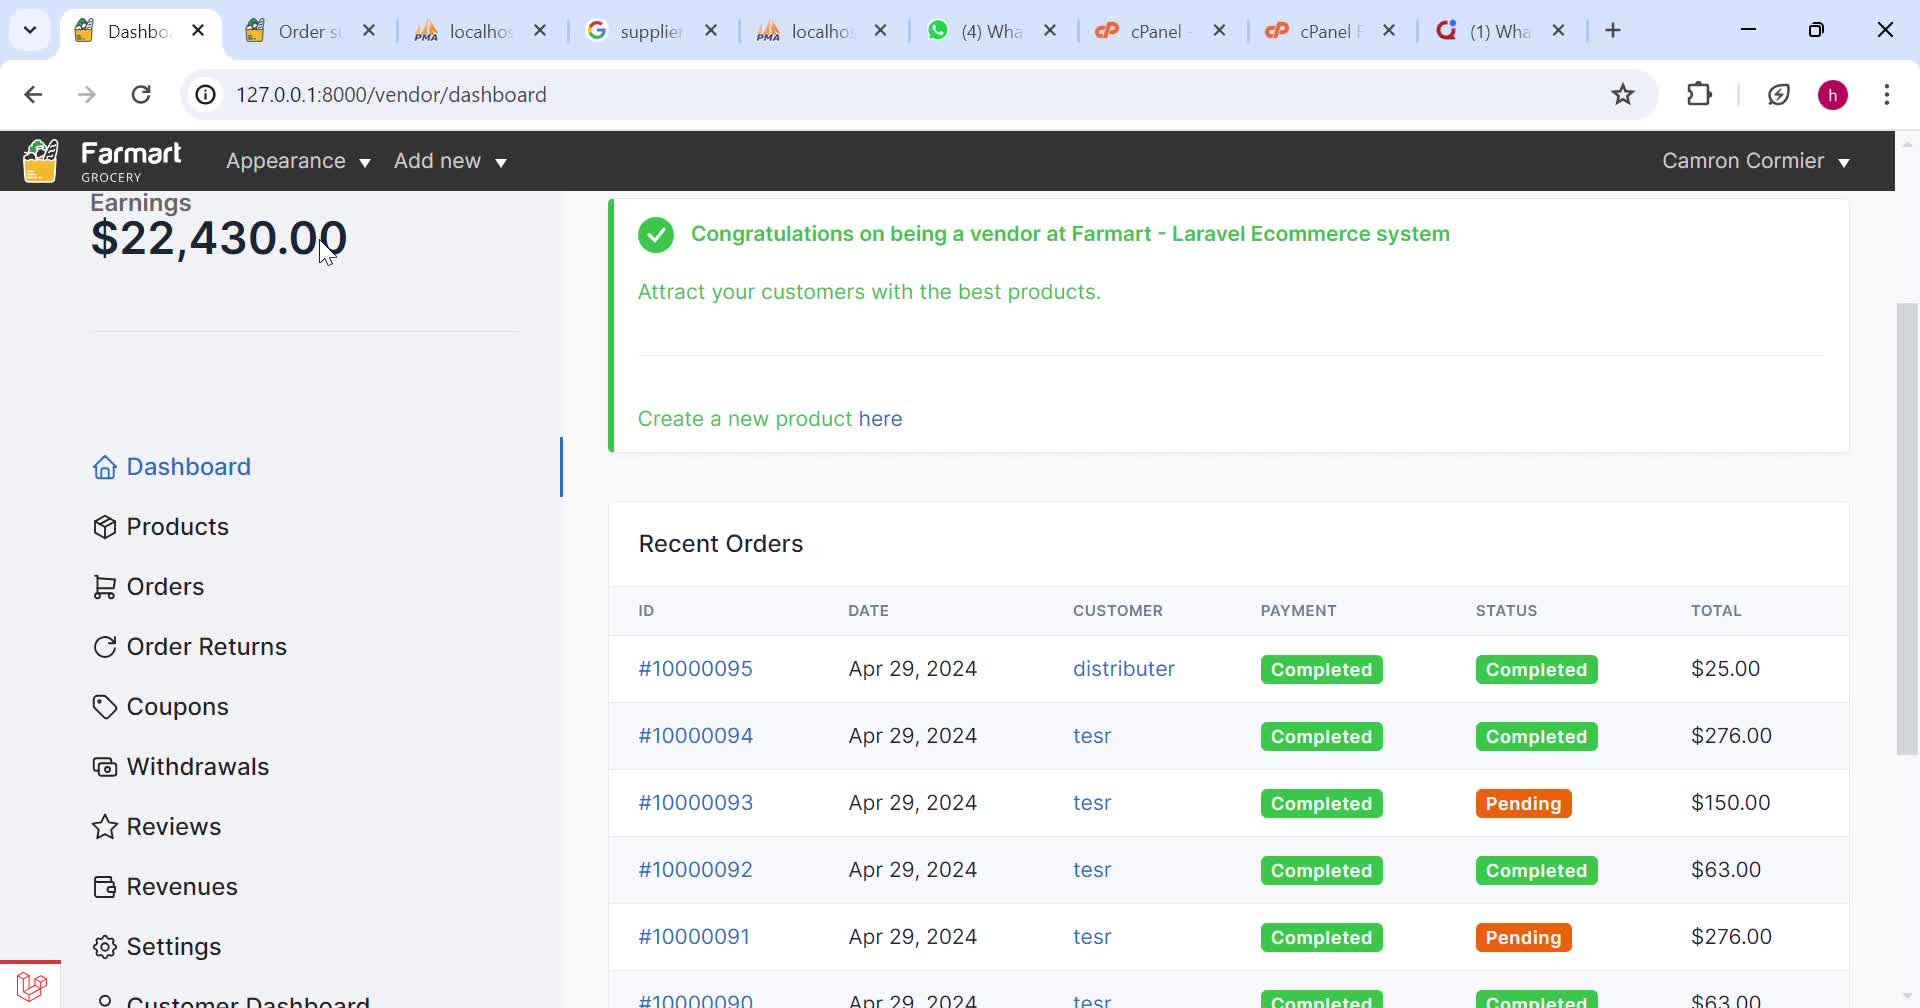 Dashbo
Order s
localhos
supplier
localhos
(4) Wha
cPanel -
cPanel F
(1) Wha
127.0.0.1:8000/vendor/dashboard
h
Farmart
GROCERY
Appearance
Add new
Camron Cormier
Earnings
$22,430.00
Congratulations on being a vendor at Farmart - Laravel Ecommerce system
Attract your customers with the best products.
Create a new product here
Dashboard
Products
Orders
Order Returns
Coupons
Withdrawals
Reviews
Revenues
Settings
Customer Dashboard
Recent Orders
ID DATE CUSTOMER PAYMENT STATUS TOTAL
#10000095 Apr 29, 2024 distributer Completed Completed $25.00
#10000094 Apr 29, 2024 tesr Completed Completed $276.00
#10000093 Apr 29, 2024 tesr Completed Pending $150.00
#10000092 Apr 29, 2024 tesr Completed Completed $63.00
#10000091 Apr 29, 2024 tesr Completed Pending $276.00
#10000090 Apr 29, 2024 tesr Completed Completed $63.00